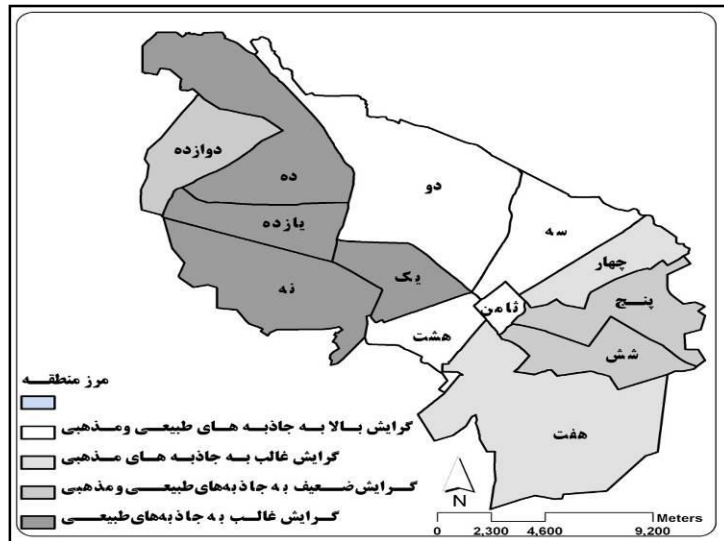 دوازده
ده
دو
سه
یازده
چهار
نه
یک
پنج
ثامن
هشت
شش
هفت
مرز منطقه
گرایش بالا به جاذبه های طبیعی ومذهبی
گرایش غالب به جاذبه های مذهبی
گرایش ضعیف به جاذبه‌های طبیعی ومذهبی
گرایش غالب به جاذبه‌های طبیعی
N
Meters
0 2,300 4,600 9,200